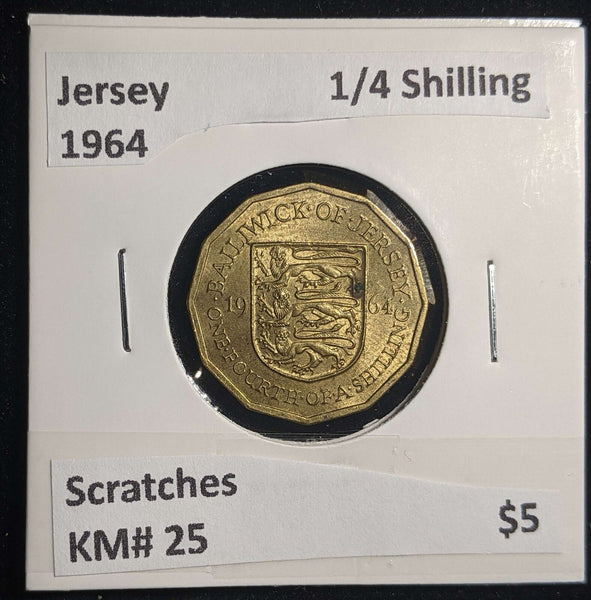 Jersey 1/4 Shilling
1964
BAILIWICK·OF·JERSEY·
19 64
ONE·FOURTH·OF·A·SHILLING
Scratches
KM# 25 $5